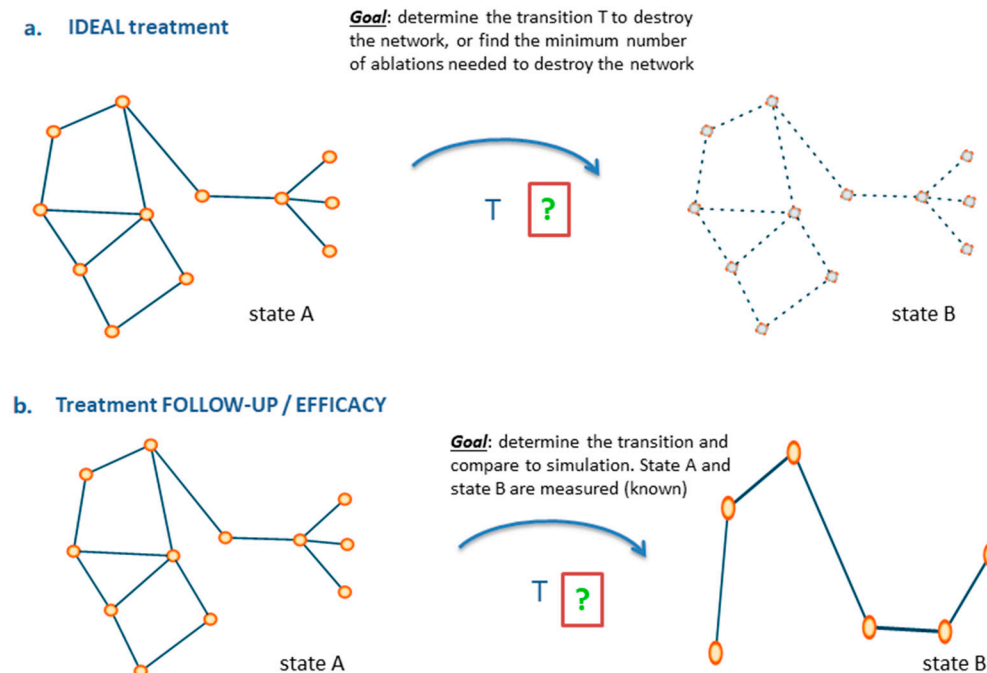 a. IDEAL treatment
Goal: determine the transition T to destroy
the network, or find the minimum number
of ablations needed to destroy the network
T ?
state A
state B
b. Treatment FOLLOW-UP / EFFICACY
Goal: determine the transition and
compare to simulation. State A and
state B are measured (known)
T ?
state A
state B